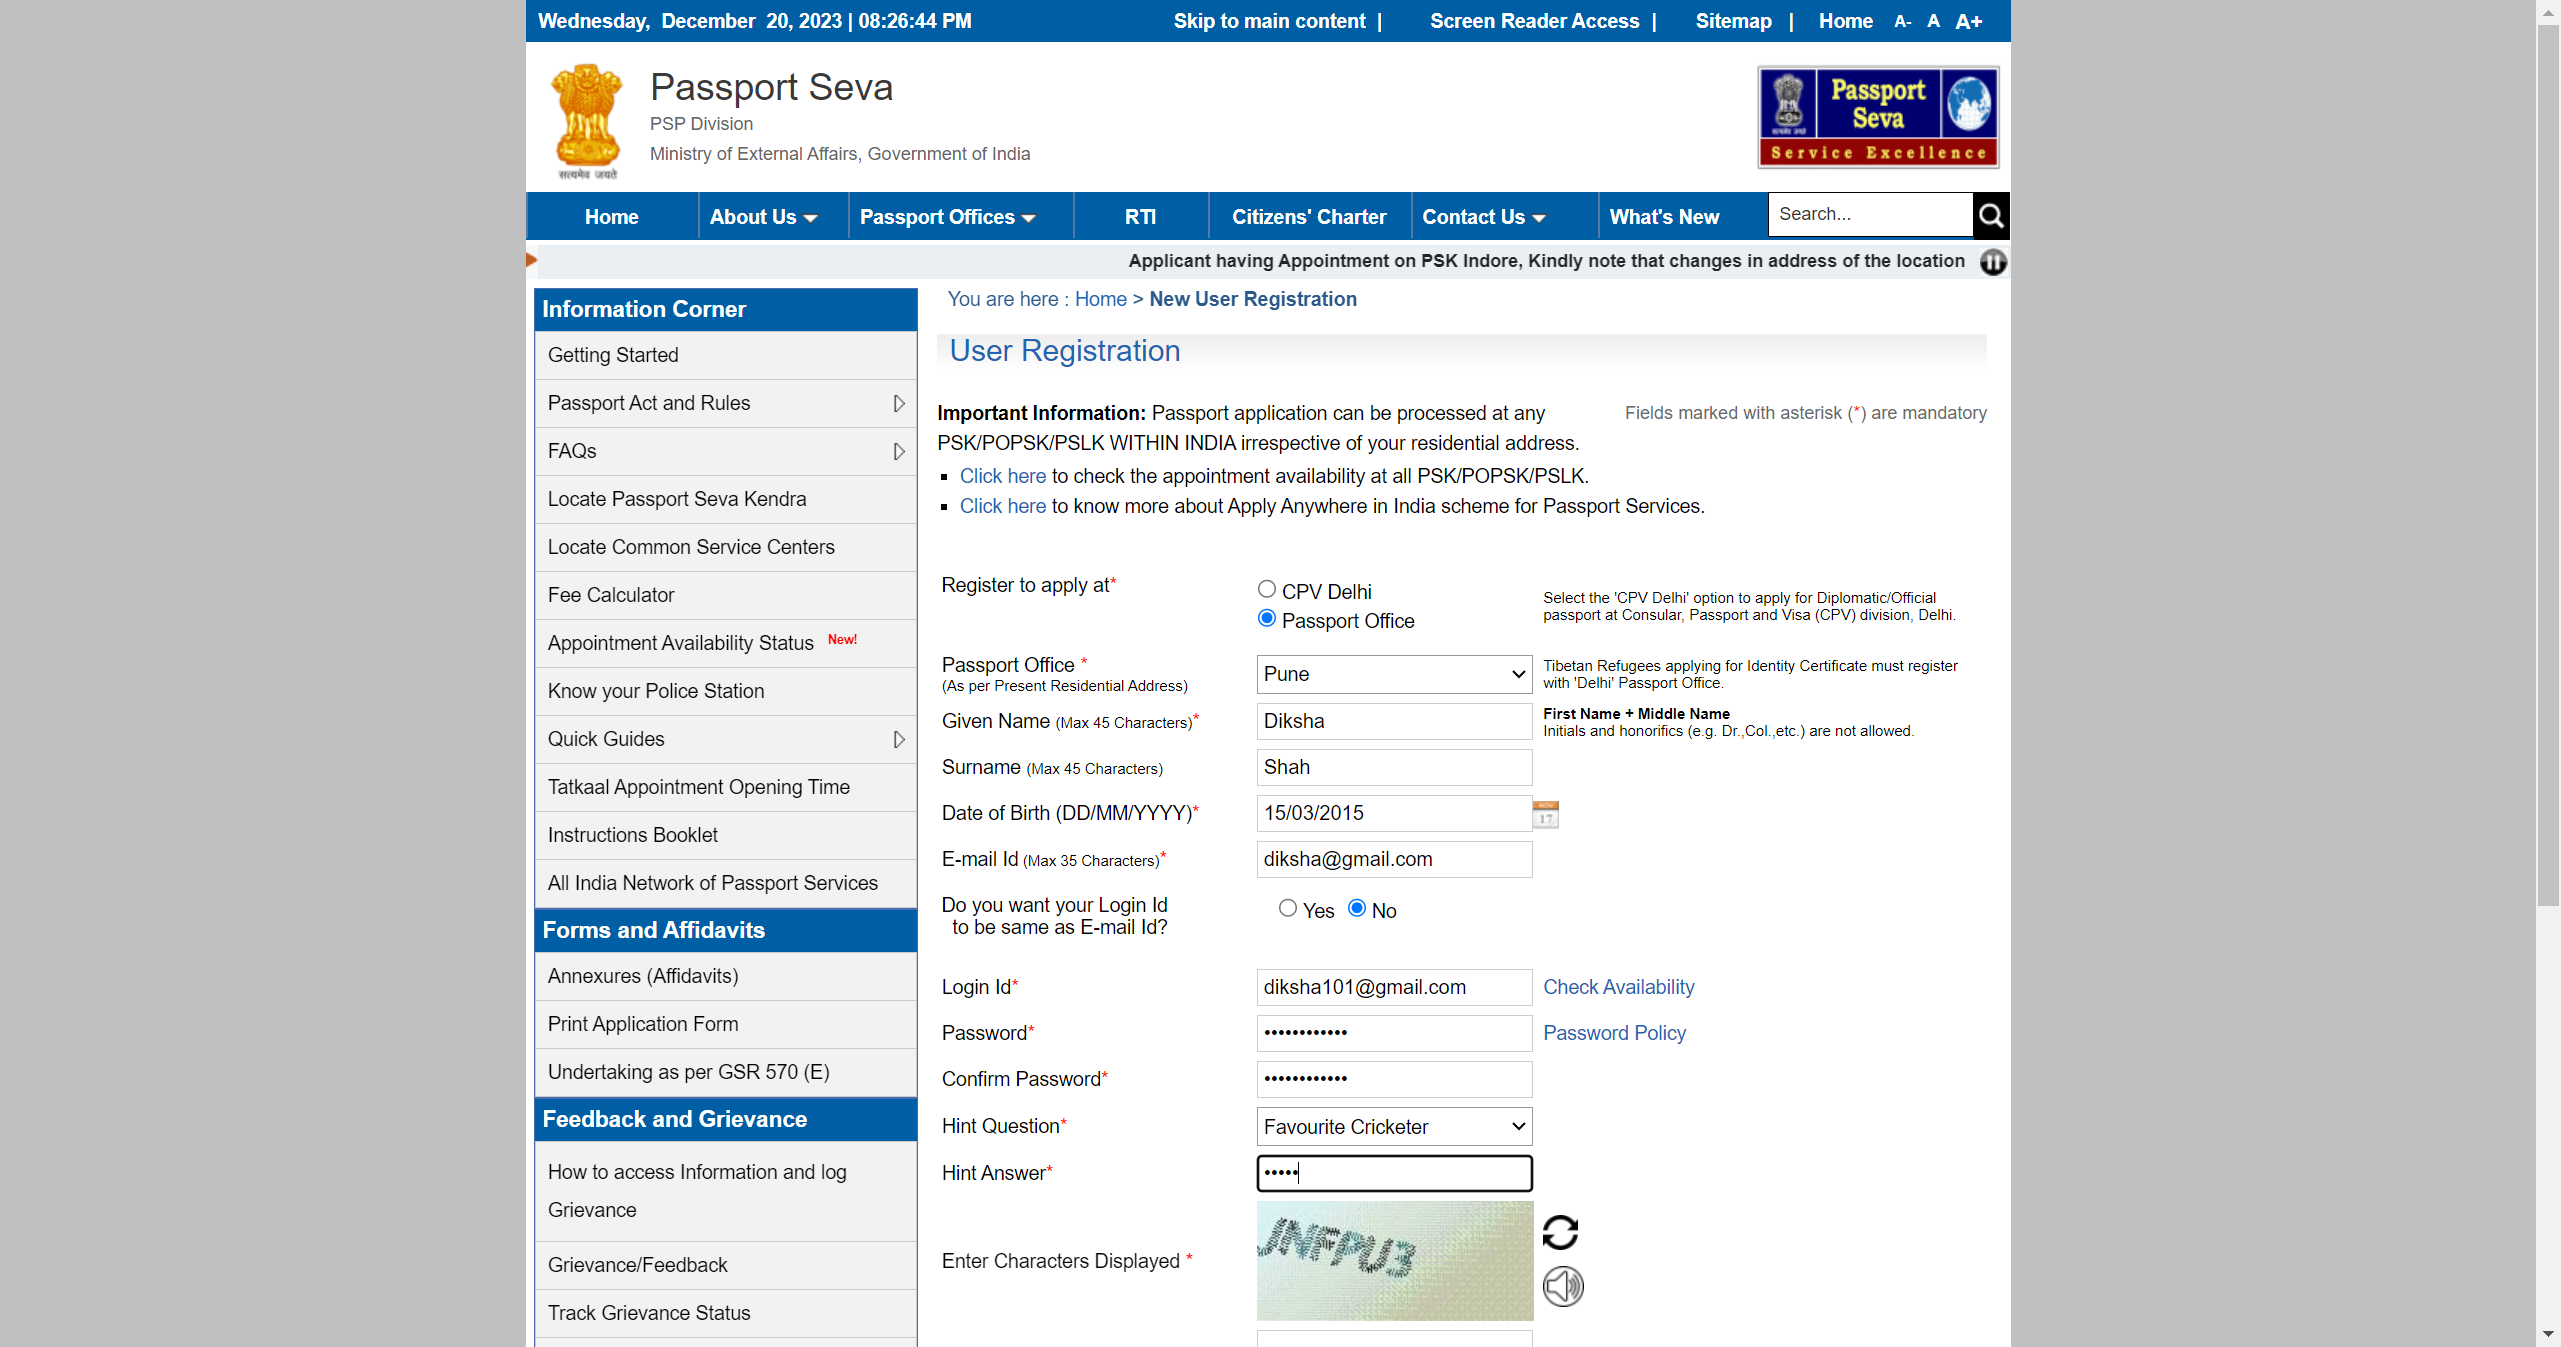 Wednesday, December 20, 2023 | 08:26:44 PM
Skip to main content |
Screen Reader Access |
Sitemap |
Home
A- A A+
सत्यमेव जयते
Passport Seva
PSP Division
Ministry of External Affairs, Government of India
Passport
Seva
Service Excellence
Home
About Us
Passport Offices
RTI
Citizens' Charter
Contact Us
What's New
Search...
Applicant having Appointment on PSK Indore, Kindly note that changes in address of the location
Information Corner
Getting Started
Passport Act and Rules
FAQs
Locate Passport Seva Kendra
Locate Common Service Centers
Fee Calculator
Appointment Availability Status New!
Know your Police Station
Quick Guides
Tatkaal Appointment Opening Time
Instructions Booklet
All India Network of Passport Services
Forms and Affidavits
Annexures (Affidavits)
Print Application Form
Undertaking as per GSR 570 (E)
Feedback and Grievance
How to access Information and log
Grievance
Grievance/Feedback
Track Grievance Status
You are here : Home > New User Registration
User Registration
Important Information: Passport application can be processed at any
PSK/POPSK/PSLK WITHIN INDIA irrespective of your residential address.
Fields marked with asterisk (*) are mandatory
Click here to check the appointment availability at all PSK/POPSK/PSLK.
Click here to know more about Apply Anywhere in India scheme for Passport Services.
Register to apply at*
CPV Delhi
Passport Office
Select the 'CPV Delhi' option to apply for Diplomatic/Official
passport at Consular, Passport and Visa (CPV) division, Delhi.
Passport Office *
(As per Present Residential Address)
Pune
Tibetan Refugees applying for Identity Certificate must register
with 'Delhi' Passport Office.
Given Name (Max 45 Characters)*
Diksha
First Name + Middle Name
Initials and honorifics (e.g. Dr.,Col.,etc.) are not allowed.
Surname (Max 45 Characters)
Shah
Date of Birth (DD/MM/YYYY)*
15/03/2015
NOV
17
E-mail Id (Max 35 Characters)*
diksha@gmail.com
Do you want your Login Id
to be same as E-mail Id?
Yes
No
Login Id*
diksha101@gmail.com
Check Availability
Password*
••••••••••••
Password Policy
Confirm Password*
••••••••••••
Hint Question*
Favourite Cricketer
Hint Answer*
•••••
Enter Characters Displayed *
JNFPU3